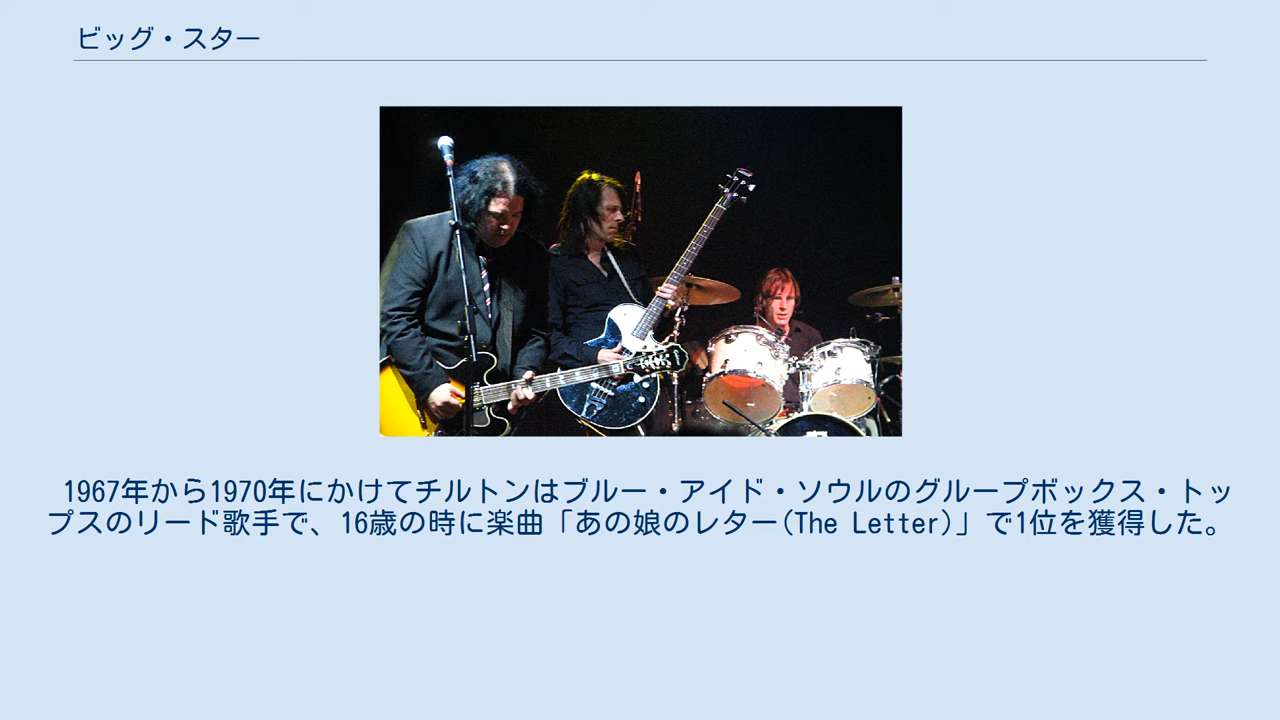 ビッグ・スター
1967年から1970年にかけてチルトンはブルー・アイド・ソウルのグループボックス・トッ
プスのリード歌手で、16歳の時に楽曲「あの娘のレター(The Letter)」で1位を獲得した。